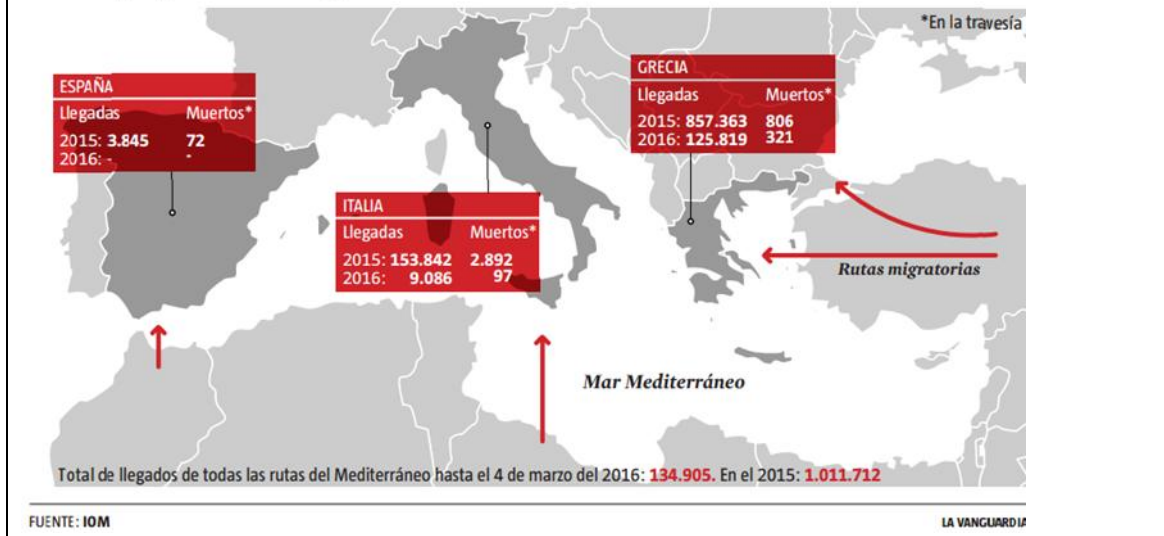 *En la travesía
ESPAÑA
Llegadas Muertos*
2015: 3.845 72
2016: - -
GRECIA
Llegadas Muertos*
2015: 857.363 806
2016: 125.819 321
ITALIA
Llegadas Muertos*
2015: 153.842 2.892
2016: 9.086 97
Rutas migratorias
Mar Mediterráneo
Total de llegados de todas las rutas del Mediterráneo hasta el 4 de marzo del 2016: 134.905. En el 2015: 1.011.712
FUENTE: IOM
LA VANGUARDIA